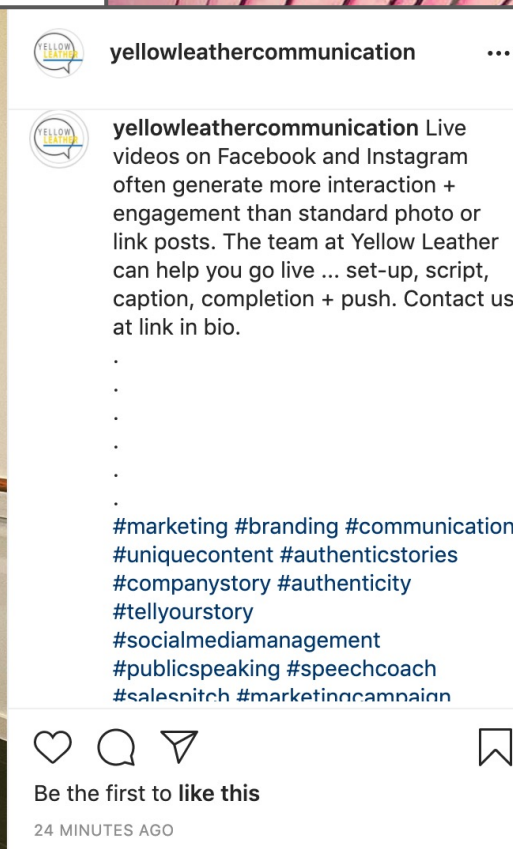 YELLOW
LEATHER
yellowleathercommunication
YELLOW
LEATHER
yellowleathercommunication Live
videos on Facebook and Instagram
often generate more interaction +
engagement than standard photo or
link posts. The team at Yellow Leather
can help you go live ... set-up, script,
caption, completion + push. Contact us
at link in bio.
.
.
.
.
.
.
#marketing #branding #communication
#uniquecontent #authenticstories
#companystory #authenticity
#tellyourstory
#socialmediamanagement
#publicspeaking #speechcoach
#salespitch #marketingcampaign
Be the first to like this
24 MINUTES AGO